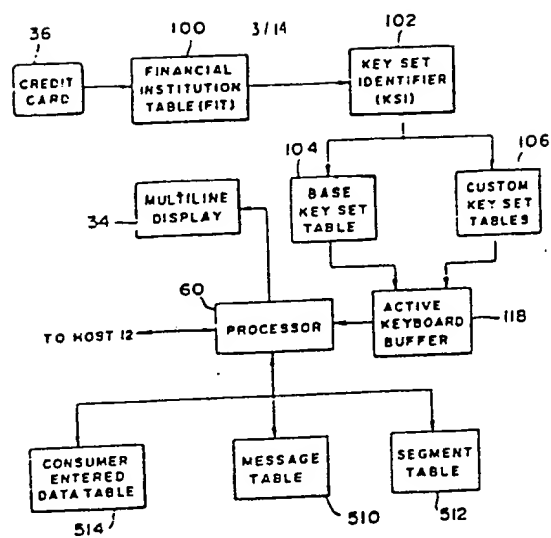 36
100
3/14
102
CREDIT
CARD
FINANCIAL
INSTITUTION
TABLE (FIT)
KEY SET
IDENTIFIER
(KSI)
104
106
MULTILINE
DISPLAY
34
BASE
KEY SET
TABLE
CUSTOM
KEY SET
TABLES
60
TO HOST 12
PROCESSOR
ACTIVE
KEYBOARD
BUFFER
118
CONSUMER
ENTERED
DATA TABLE
514
MESSAGE
TABLE
510
SEGMENT
TABLE
512